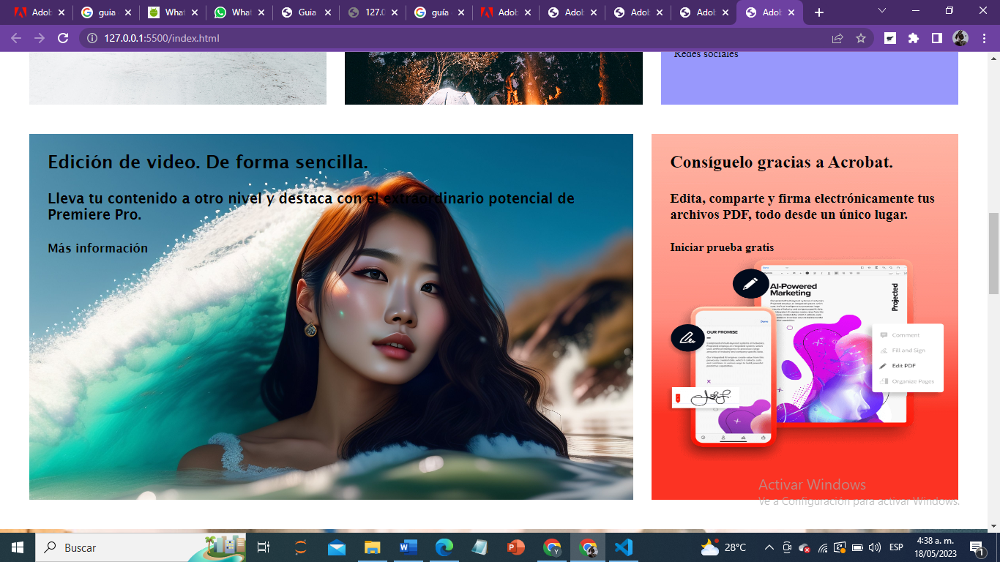 Adob
guia
What
What
Guia
127.0
guía
Adob
Adob
Adob
Adob
Adob
127.0.0.1:5500/index.html
Redes sociales
Edición de video. De forma sencilla.
Lleva tu contenido a otro nivel y destaca con el extraordinario potencial de
Premiere Pro.
Más información
Consíguelo gracias a Acrobat.
Edita, comparte y firma electrónicamente tus
archivos PDF, todo desde un único lugar.
Iniciar prueba gratis
AI-Powered
Marketing
Projected
OUR PROMISE
Comment
Fill and Sign
Edit PDF
Organize Pages
Activar Windows
Ve a Configuración para activar Windows.
Buscar
28°C
ESP
4:38 a. m.
18/05/2023
1